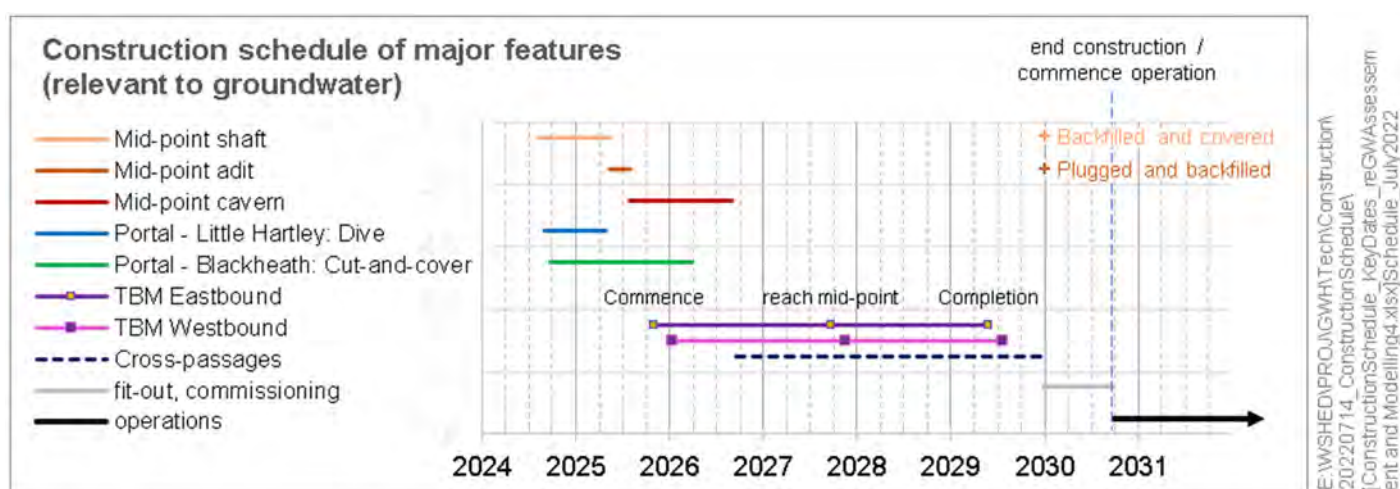 Construction schedule of major features
(relevant to groundwater)
end construction /
commence operation
Mid-point shaft
Mid-point adit
Mid-point cavern
Portal - Little Hartley: Dive
Portal - Blackheath: Cut-and-cover
TBM Eastbound
TBM Westbound
Cross-passages
fit-out, commissioning
operations
Backfilled and covered
Plugged and backfilled
Commence
reach mid-point
Completion
2024
2025
2026
2027
2028
2029
2030
2031
E:\WSHED\PROJ\GWH\Tech\Construction\
20220714_ConstructionSchedule\
[ConstructionSchedule_KeyDates_reGWAssessem
ent and Modelling4.xlsx]Schedule_July2022